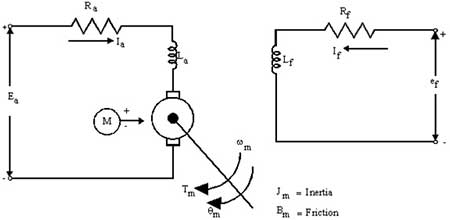 Ra
Rf
+
Ia
If
+
La
Lf
Ea
ef
M
+
-
ωm
Tm
θm
-
-
Jm = Inertia
Bm = Friction